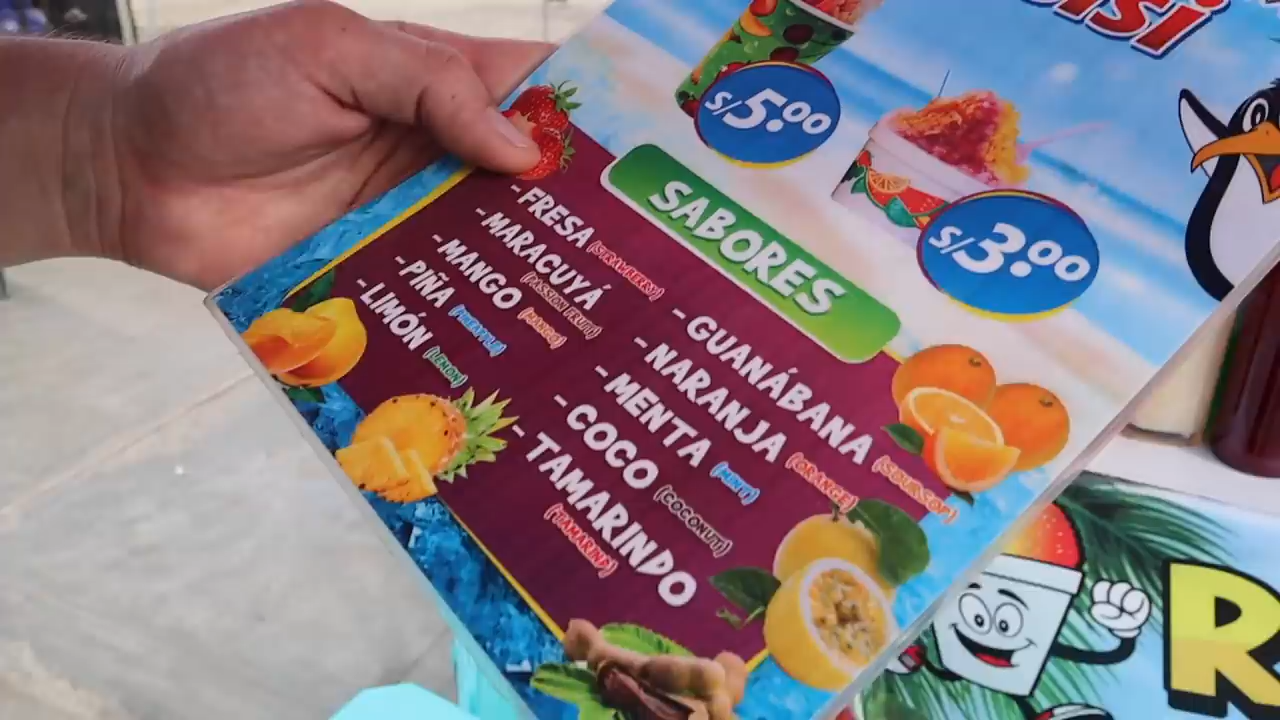 S/5.00
S/3.00
SABORES
-FRESA (STRAWBERRY)
-MARACUYÁ
(PASSION FRUIT)
-MANGO (MANGO)
-PIÑA (PINEAPPLE)
-LIMÓN (LEMON)
-GUANÁBANA (SOURSOP)
-NARANJA (ORANGE)
-MENTA (MINT)
-COCO (COCONUT)
-TAMARINDO
(TAMARIND)